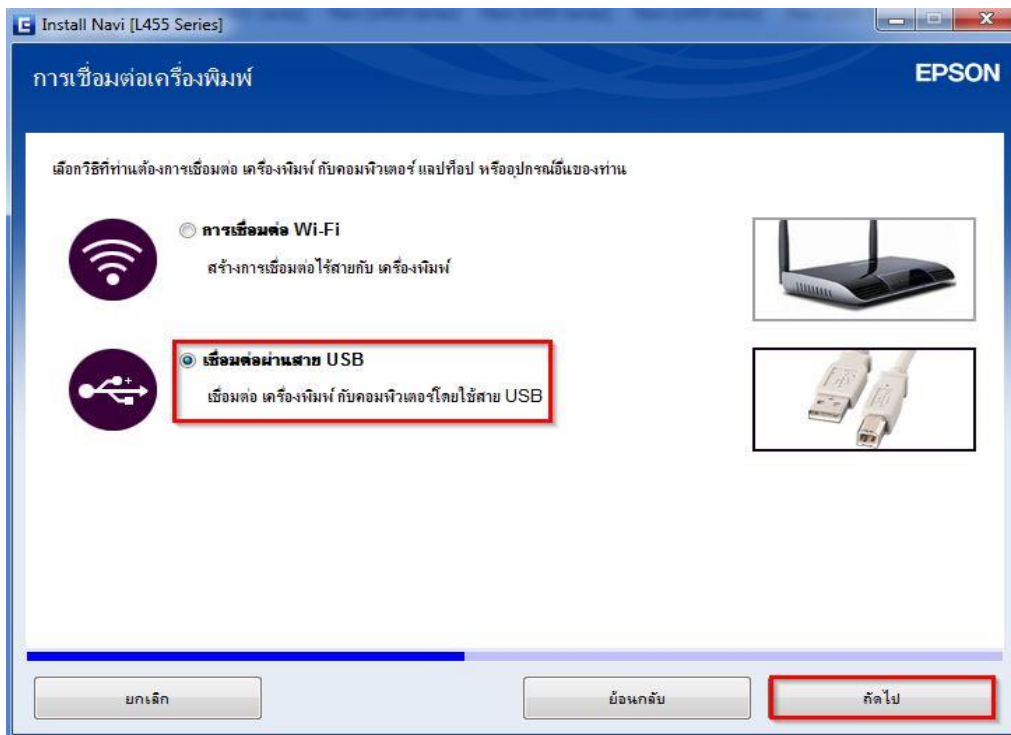 Install Navi [L455 Series]
การเชื่อมต่อเครื่องพิมพ์
EPSON
เลือกวิธีที่ท่านต้องการเชื่อมต่อ เครื่องพิมพ์ กับคอมพิวเตอร์ แลปท็อป หรืออุปกรณ์อื่นของท่าน
การเชื่อมต่อ Wi-Fi
สร้างการเชื่อมต่อไร้สายกับ เครื่องพิมพ์
เชื่อมต่อผ่านสาย USB
เชื่อมต่อ เครื่องพิมพ์ กับคอมพิวเตอร์โดยใช้สาย USB
ยกเลิก
ย้อนกลับ
ถัดไป